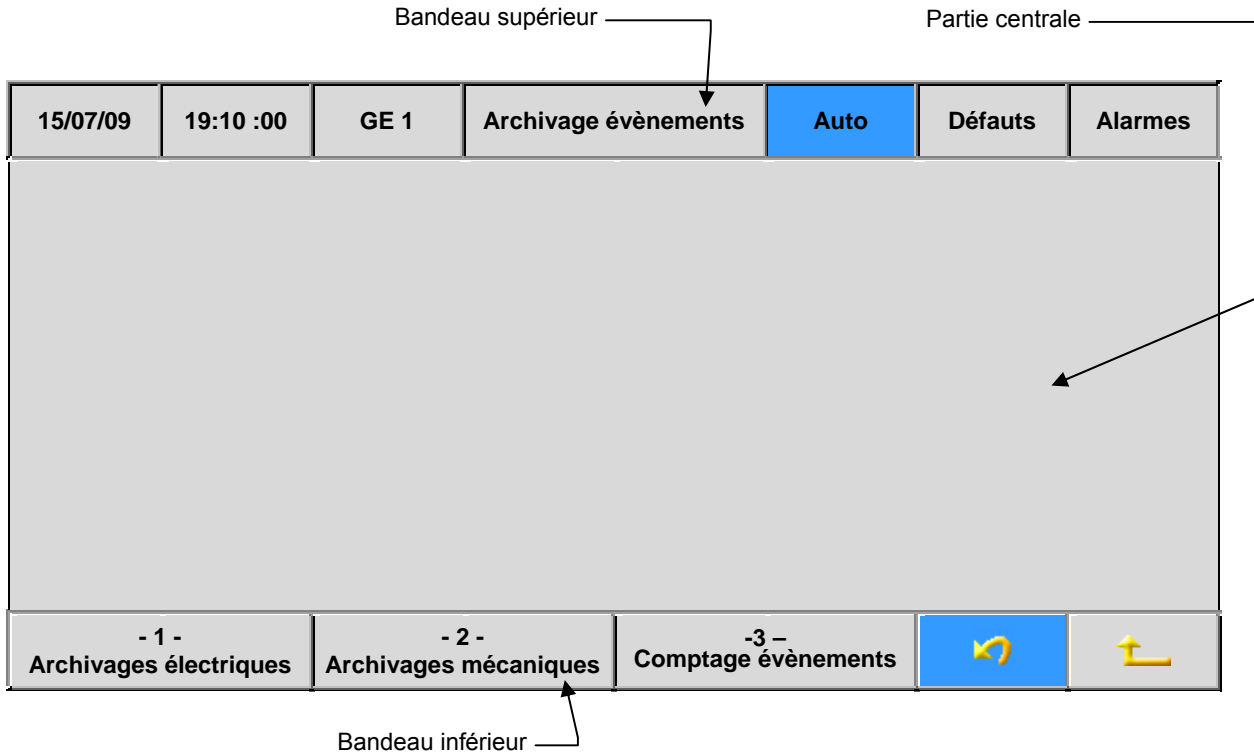 Bandeau supérieur
Partie centrale
15/07/09
19:10 :00
GE 1
Archivage évènements
Auto
Défauts
Alarmes
- 1 -
Archivages électriques
- 2 -
Archivages mécaniques
-3 –
Comptage évènements
Bandeau inférieur